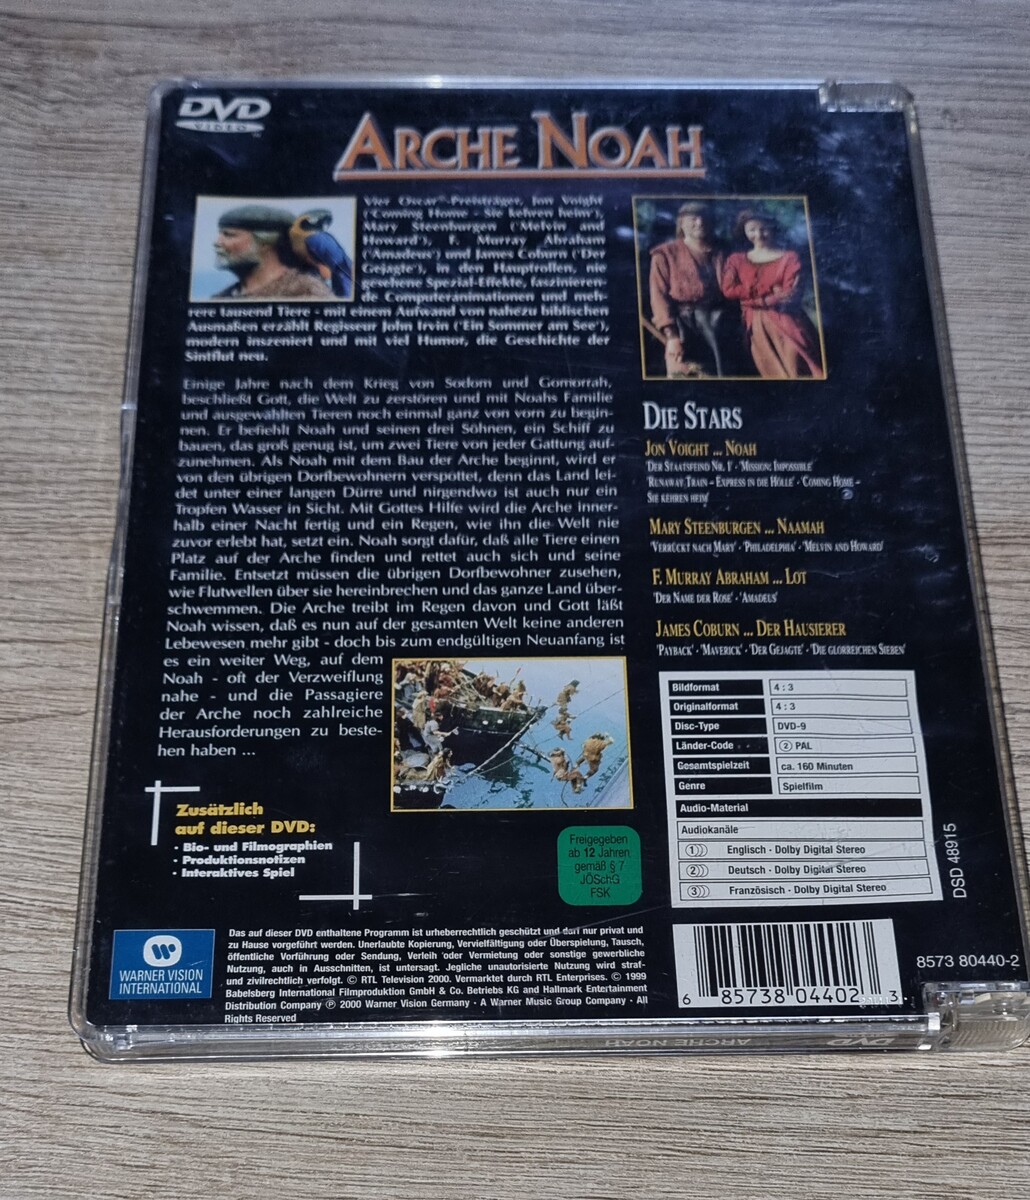 DVD
VIDEO
ARCHE NOAH
Vier Oscar®-Preisträger, Jon Voight
('Coming Home - Sie kehren heim'),
Mary Steenburgen ('Melvin and
Howard'), F. Murray Abraham
('Amadeus') und James Coburn ('Der
Gejagte'), in den Hauptrollen, nie
gesehene Spezial-Effekte, faszinieren-
de Computeranimationen und meh-
rere tausend Tiere - mit einem Aufwand von nahezu biblischen
Ausmaßen erzählt Regisseur John Irvin ('Ein Sommer am See'),
modern inszeniert und mit viel Humor, die Geschichte der
Sintflut neu.
Einige Jahre nach dem Krieg von Sodom und Gomorrah,
beschließt Gott, die Welt zu zerstören und mit Noahs Familie
und ausgewählten Tieren noch einmal ganz von vorn zu begin-
nen. Er befiehlt Noah und seinen drei Söhnen, ein Schiff zu
bauen, das groß genug ist, um zwei Tiere von jeder Gattung auf-
zunehmen. Als Noah mit dem Bau der Arche beginnt, wird er
von den übrigen Dorfbewohnern verspottet, denn das Land lei-
det unter einer langen Dürre und nirgendwo ist auch nur ein
Tropfen Wasser in Sicht. Mit Gottes Hilfe wird die Arche inner-
halb einer Nacht fertig und ein Regen, wie ihn die Welt nie
zuvor erlebt hat, setzt ein. Noah sorgt dafür, daß alle Tiere einen
Platz auf der Arche finden und rettet auch sich und seine
Familie. Entsetzt müssen die übrigen Dorfbewohner zusehen,
wie Flutwellen über sie hereinbrechen und das ganze Land über-
schwemmen. Die Arche treibt im Regen davon und Gott läßt
Noah wissen, daß es nun auf der gesamten Welt keine anderen
Lebewesen mehr gibt - doch bis zum endgültigen Neuanfang ist
es ein weiter Weg, auf dem
Noah - oft der Verzweiflung
nahe - und die Passagiere
der Arche noch zahlreiche
Herausforderungen zu beste-
hen haben ...
Zusätzlich
auf dieser DVD:
· Bio- und Filmographien
· Produktionsnotizen
· Interaktives Spiel
DIE STARS
JON VOIGHT ... NOAH
'DER STAATSFEIND NR. 1' · 'MISSION: IMPOSSIBLE'
'RUNAWAY TRAIN – EXPRESS IN DIE HÖLLE' · 'COMING HOME –
SIE KEHREN HEIM'
MARY STEENBURGEN ... NAAMAH
'VERRÜCKT NACH MARY' · 'PHILADELPHIA' · 'MELVIN AND HOWARD'
F. MURRAY ABRAHAM ... LOT
'DER NAME DER ROSE' · 'AMADEUS'
JAMES COBURN ... DER HAUSIERER
'PAYBACK' · 'MAVERICK' · 'DER GEJAGTE' · 'DIE GLORREICHEN SIEBEN'
Bildformat 4 : 3
Originalformat 4 : 3
Disc-Type DVD-9
Länder-Code 2 PAL
Gesamtspielzeit ca. 160 Minuten
Genre Spielfilm
Audio-Material
Audiokanäle
1 Englisch · Dolby Digital Stereo
2 Deutsch · Dolby Digital Stereo
3 Französisch · Dolby Digital Stereo
DSD 48915
Freigegeben
ab 12 Jahren
gemäß § 7
JÖSchG
FSK
WARNER VISION
INTERNATIONAL
Das auf dieser DVD enthaltene Programm ist urheberrechtlich geschützt und darf nur privat und
zu Hause vorgeführt werden. Unerlaubte Kopierung, Vervielfältigung oder Überspielung, Tausch,
öffentliche Vorführung oder Sendung, Verleih oder Vermietung oder sonstige gewerbliche
Nutzung, auch in Ausschnitten, ist untersagt. Jegliche unautorisierte Nutzung wird straf-
und zivilrechtlich verfolgt. © RTL Television 2000. Vermarktet durch RTL Enterprises. © 1999
Babelsberg International Filmproduktion GmbH & Co. Betriebs KG and Hallmark Entertainment
Distribution Company ℗ 2000 Warner Vision Germany · A Warner Music Group Company · All
Rights Reserved
8573 80440-2
6 85738 04402 3
ARCHE NOAH
DVD